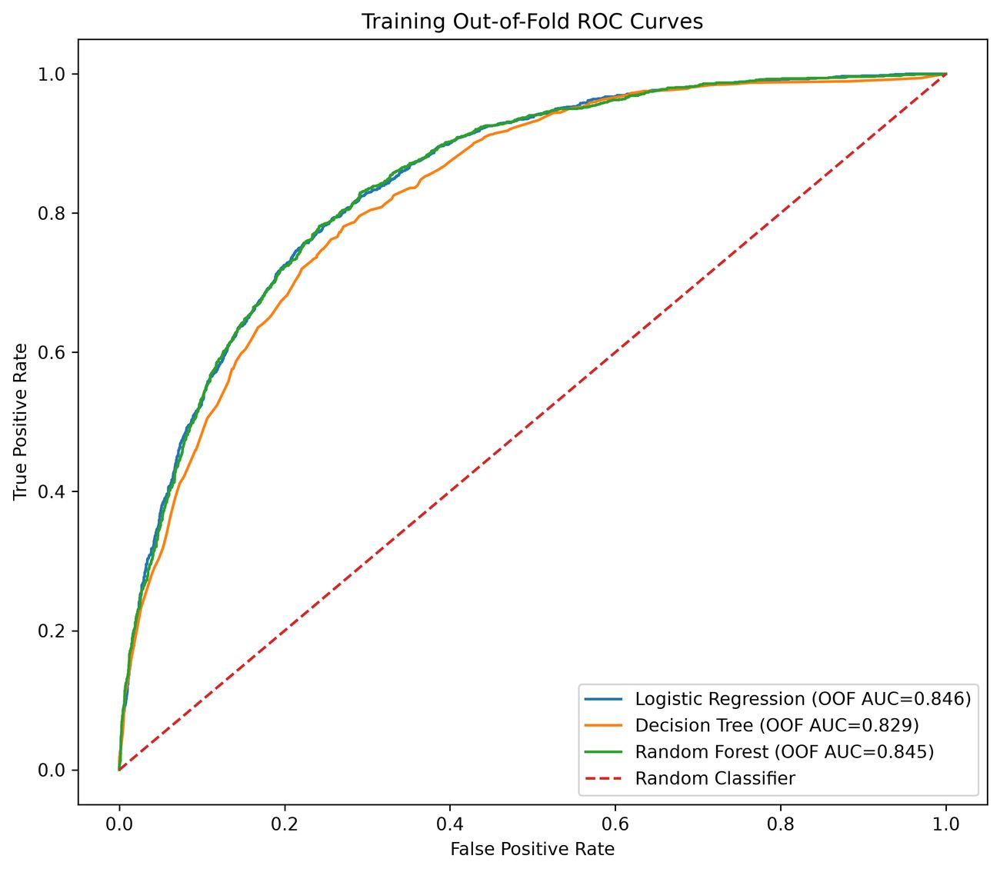 Training Out-of-Fold ROC Curves
True Positive Rate
1.0
0.8
0.6
0.4
0.2
0.0
Logistic Regression (OOF AUC=0.846)
Decision Tree (OOF AUC=0.829)
Random Forest (OOF AUC=0.845)
Random Classifier
0.0 0.2 0.4 0.6 0.8 1.0
False Positive Rate